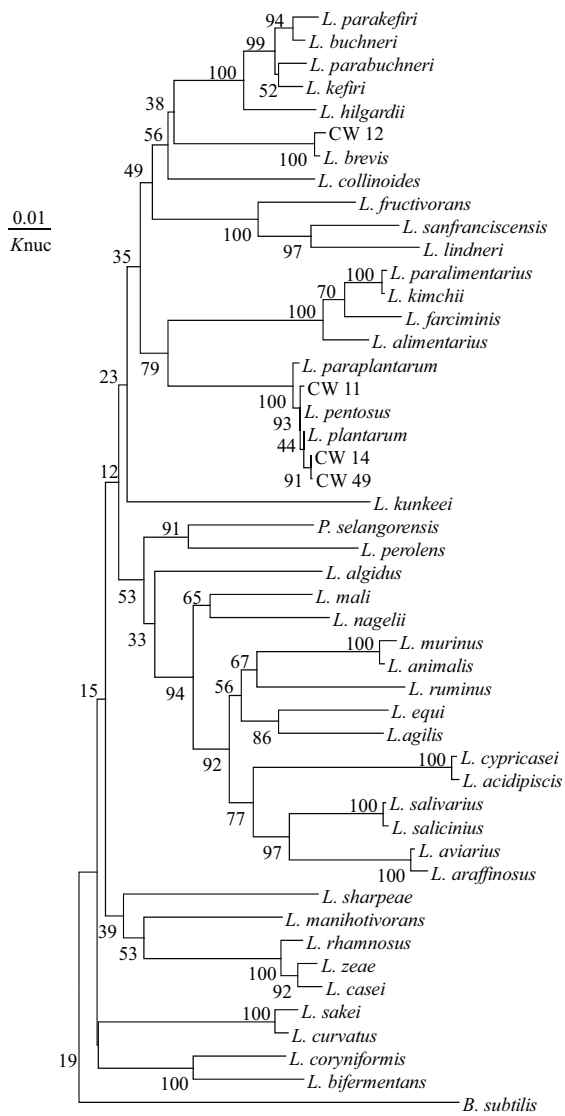 94
L. parakefiri
99
L. buchneri
L. parabuchneri
100
52
L. kefiri
38
L. hilgardii
CW 12
56
100
L. brevis
49
L. collinoides
L. fructivorans
0.01
Knuc
100
L. sanfranciscensis
97
L. lindneri
35
100
L. paralimentarius
70
L. kimchii
100
L. farciminis
L. alimentarius
79
L. paraplantarum
23
100
CW 11
93
L. pentosus
44
L. plantarum
CW 14
91
CW 49
12
L. kunkeei
91
P. selangorensis
L. perolens
53
L. algidus
33
65
L. mali
L. nagelii
100
L. murinus
67
L. animalis
94
56
L. ruminus
15
L. equi
86
L.agilis
92
100
L. cypricasei
L. acidipiscis
77
100
L. salivarius
L. salicinius
97
L. aviarius
100
L. araffinosus
L. sharpeae
39
L. manihotivorans
53
L. rhamnosus
100
L. zeae
92
L. casei
100
L. sakei
L. curvatus
19
L. coryniformis
100
L. bifermentans
B. subtilis